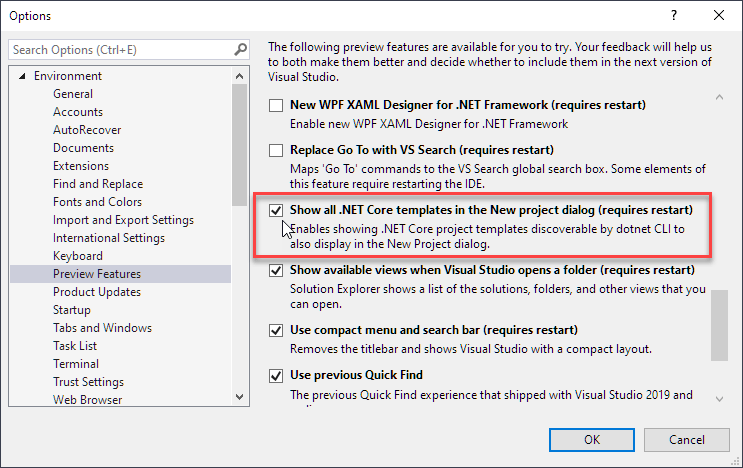 Options
Search Options (Ctrl+E)
Environment
General
Accounts
AutoRecover
Documents
Extensions
Find and Replace
Fonts and Colors
Import and Export Settings
International Settings
Keyboard
Preview Features
Product Updates
Startup
Tabs and Windows
Task List
Terminal
Trust Settings
Web Browser
The following preview features are available for you to try. Your feedback will help us
to both make them better and decide whether to include them in the next version of
Visual Studio.
New WPF XAML Designer for .NET Framework (requires restart)
Enable new WPF XAML Designer for .NET Framework
Replace Go To with VS Search (requires restart)
Maps 'Go To' commands to the VS Search global search box. Some elements of
this feature require restarting the IDE.
Show all .NET Core templates in the New project dialog (requires restart)
Enables showing .NET Core project templates discoverable by dotnet CLI to
also display in the New Project dialog.
Show available views when Visual Studio opens a folder (requires restart)
Solution Explorer shows a list of the solutions, folders, and other views that you
can open.
Use compact menu and search bar (requires restart)
Removes the titlebar and shows Visual Studio with a compact layout.
Use previous Quick Find
The previous Quick Find experience that shipped with Visual Studio 2019 and
OK
Cancel